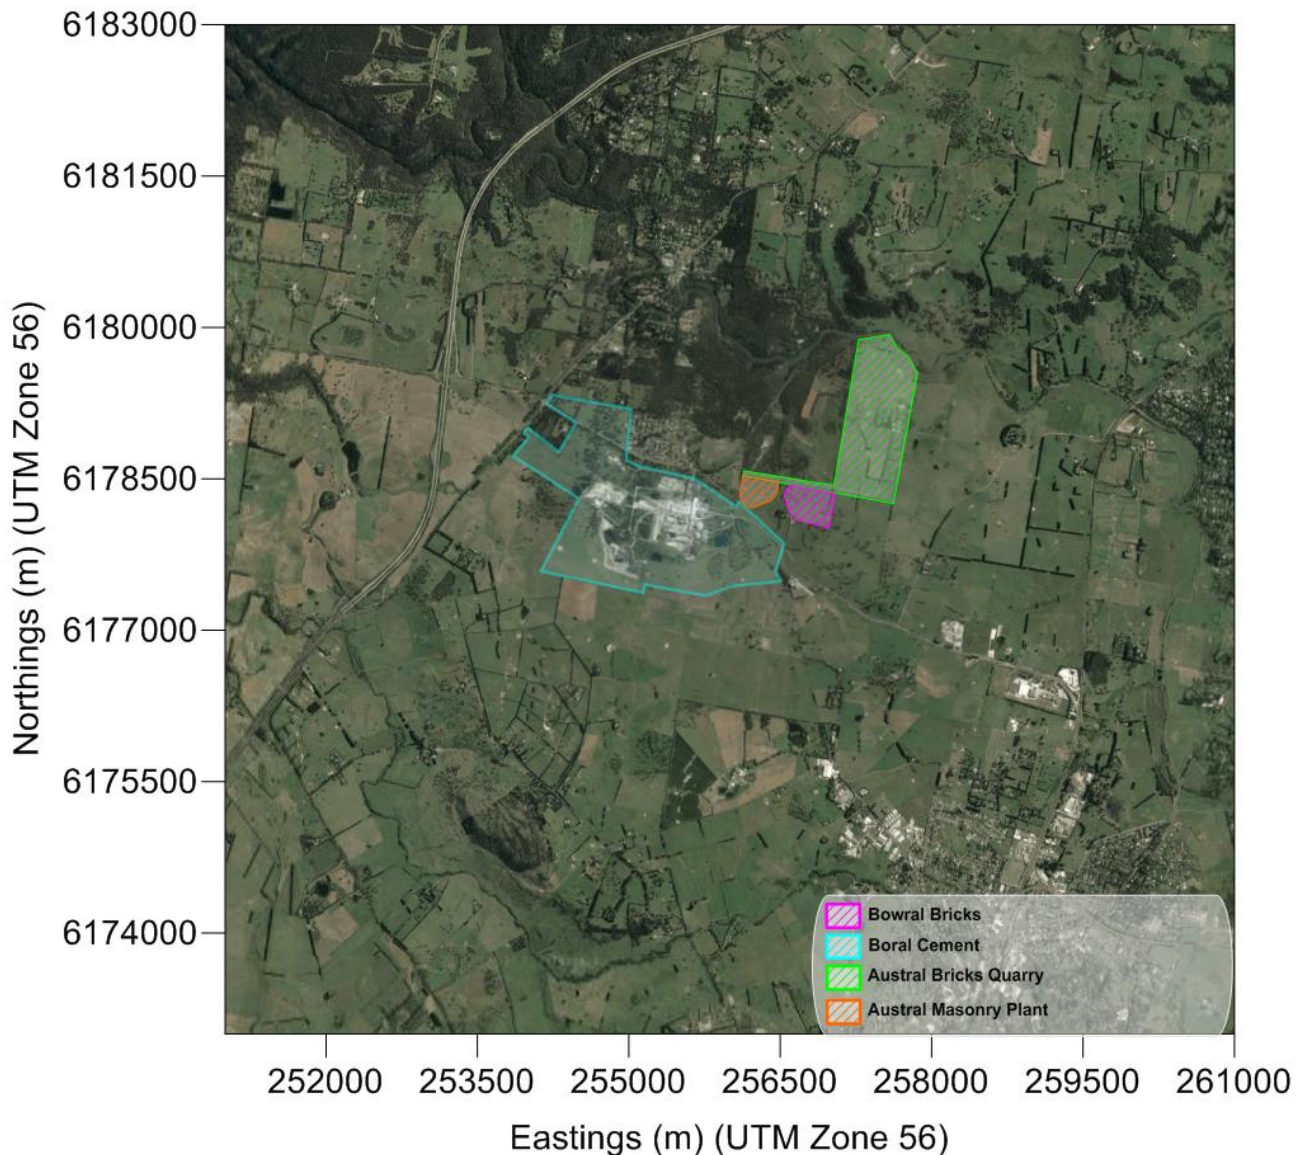 6183000
6181500
6180000
6178500
6177000
6175500
6174000
Northings (m) (UTM Zone 56)
Bowral Bricks
Boral Cement
Austral Bricks Quarry
Austral Masonry Plant
252000 253500 255000 256500 258000 259500 261000
Eastings (m) (UTM Zone 56)